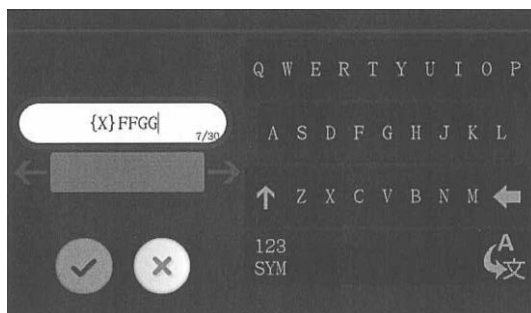 {X}FFGG
7/30
Q W E R T Y U I O P
A S D F G H J K L
Z X C V B N M
123
SYM
A
文